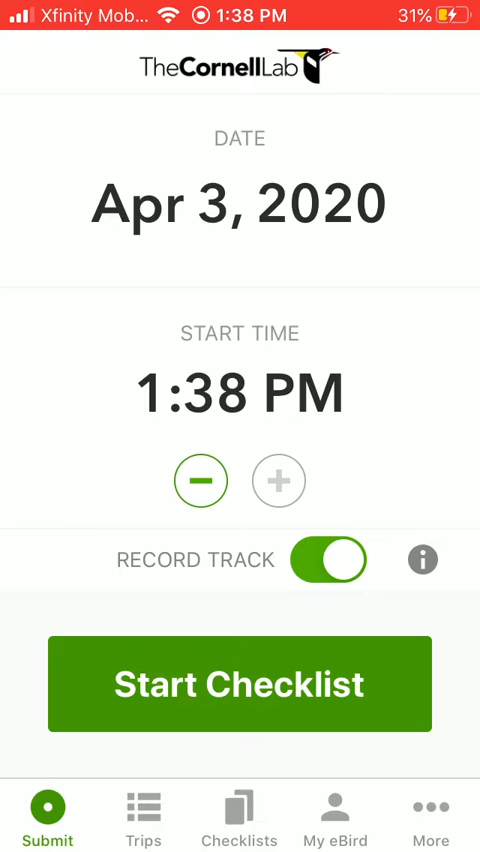 Xfinity Mob... 1:38 PM 31%
TheCornellLab
DATE
Apr 3, 2020
START TIME
1:38 PM
RECORD TRACK
Start Checklist
Submit Trips Checklists My eBird More